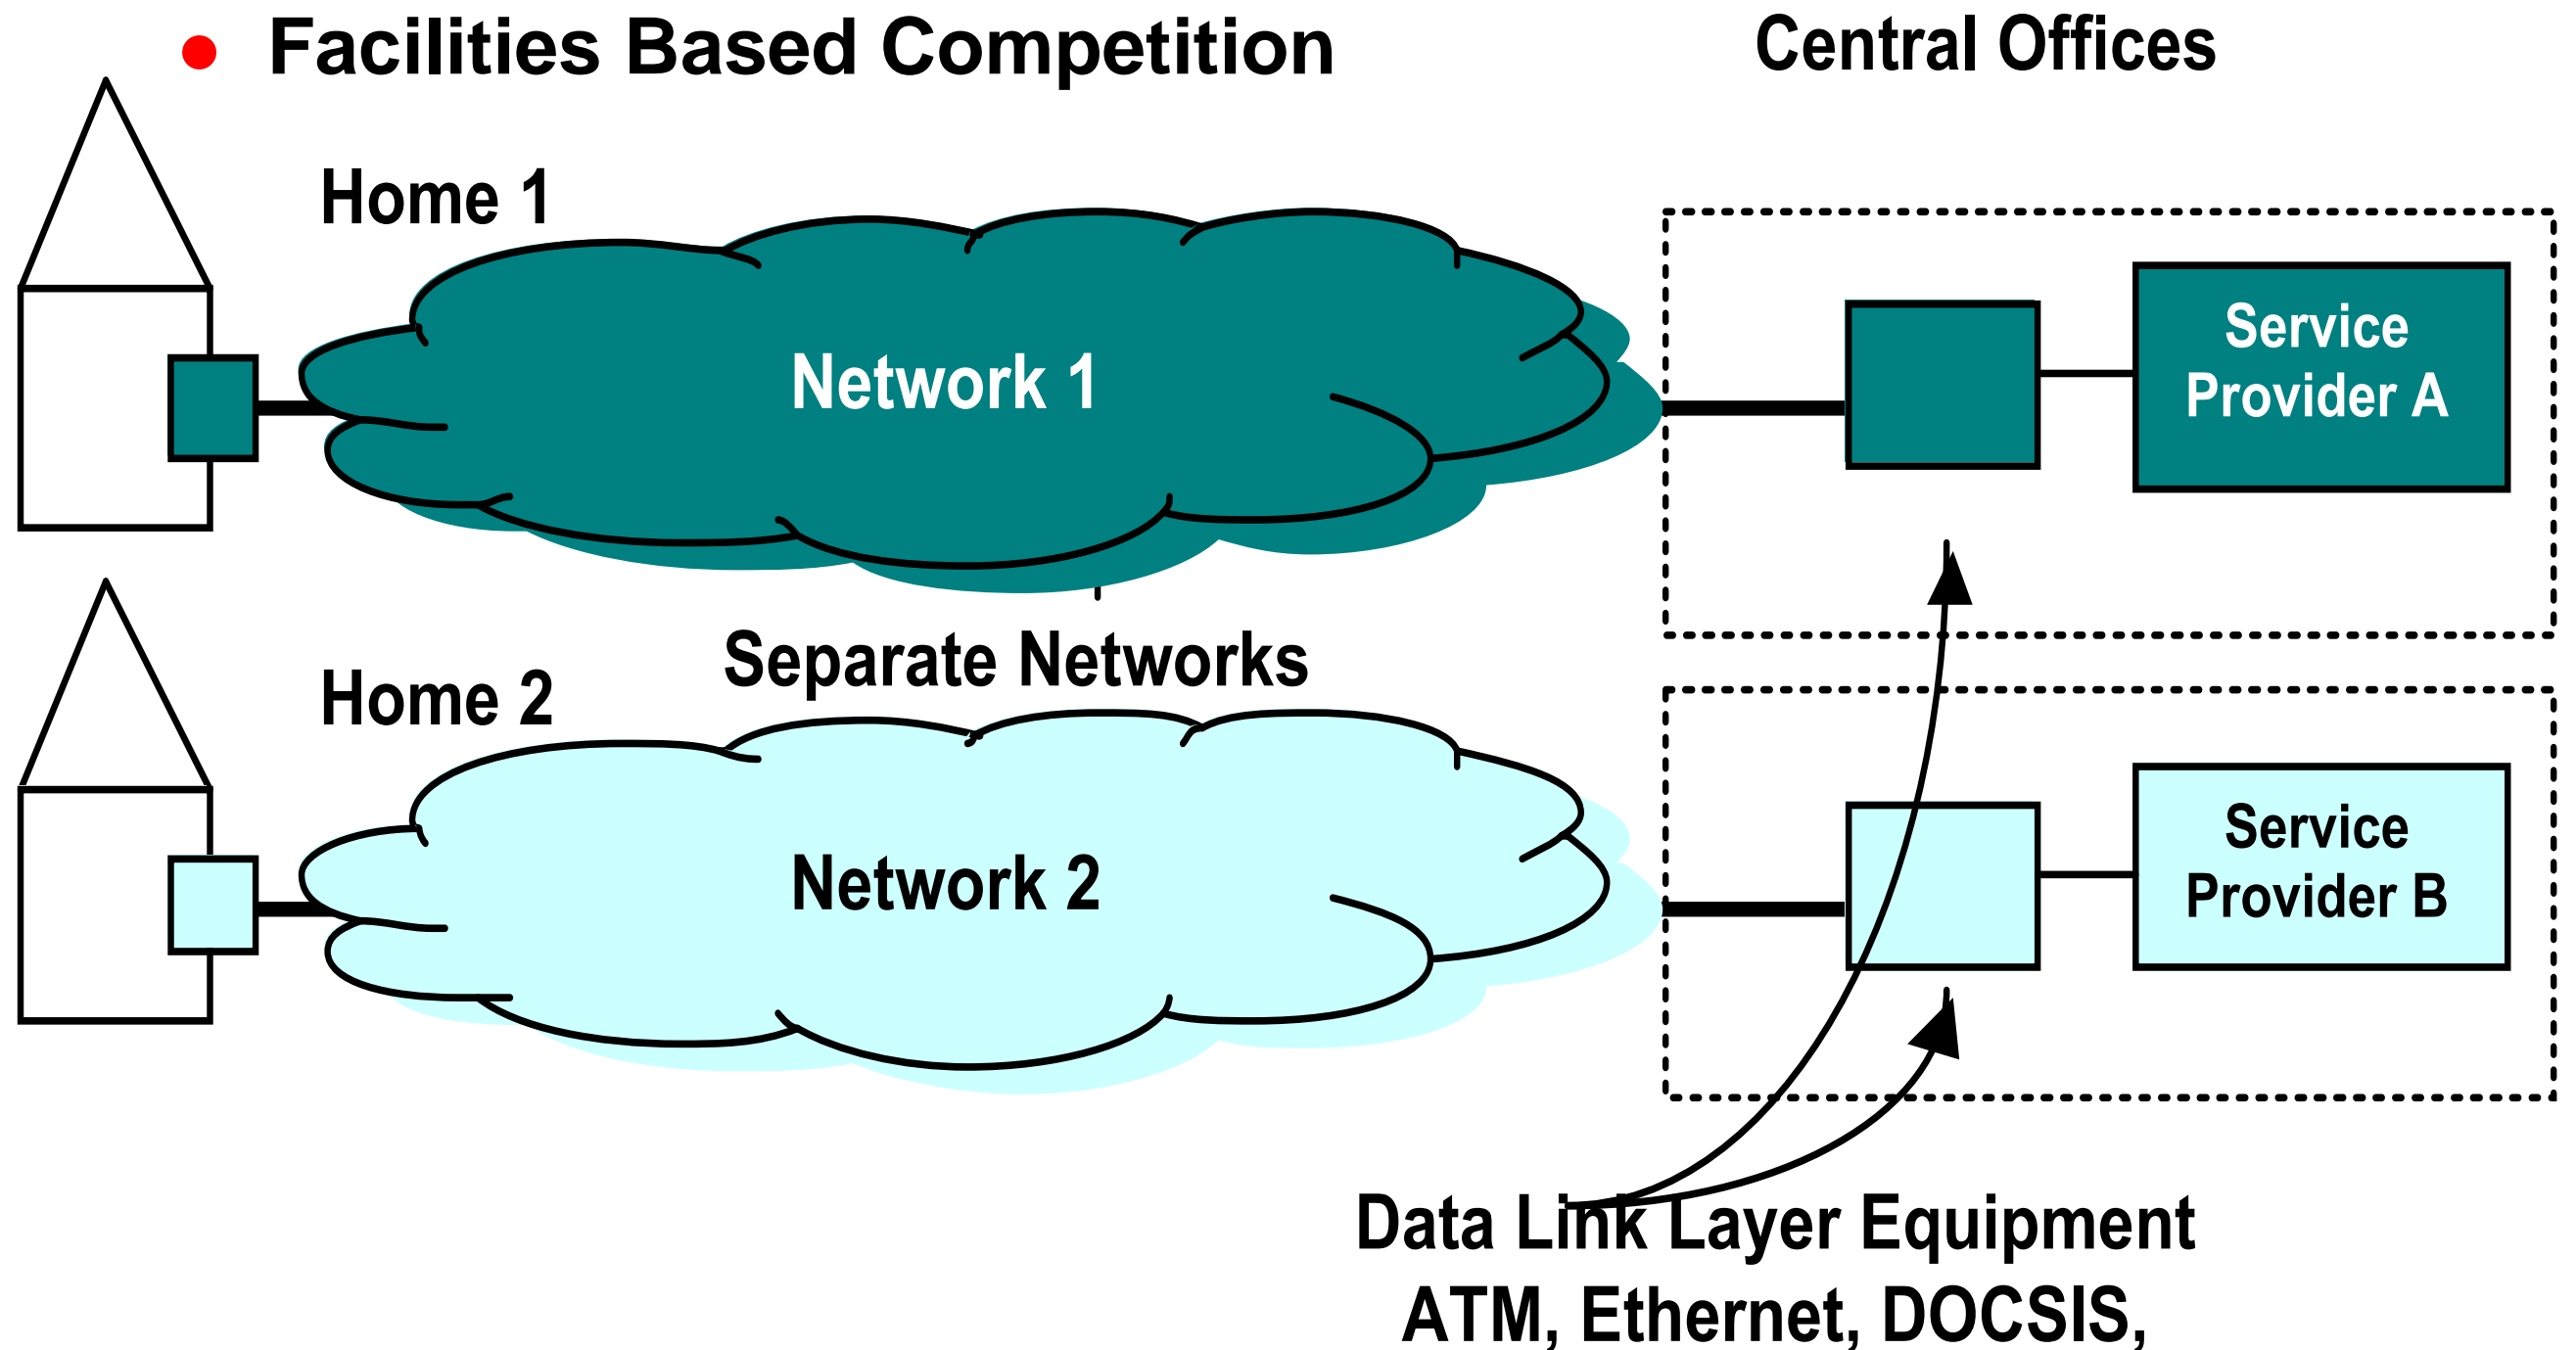 Facilities Based Competition
Central Offices
Home 1
Network 1
Service
Provider A
Separate Networks
Home 2
Network 2
Service
Provider B
Data Link Layer Equipment
ATM, Ethernet, DOCSIS,